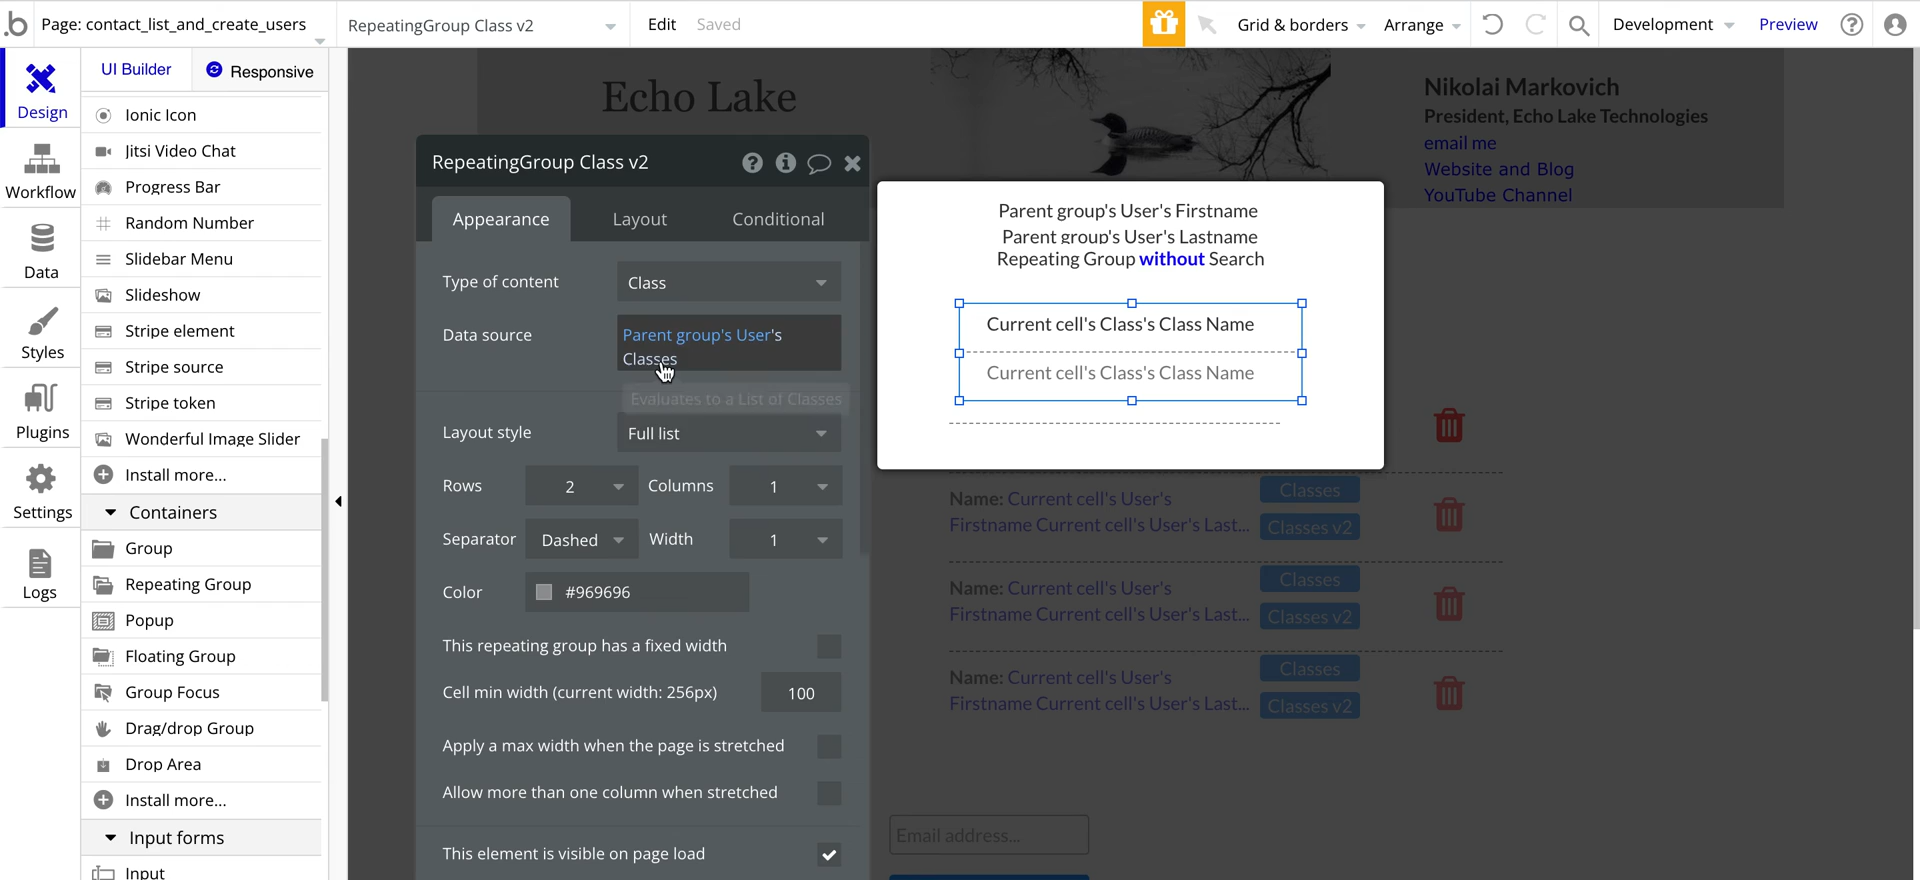 Page: contact_list_and_create_users
RepeatingGroup Class v2
Edit
Saved
Grid & borders
Arrange
Development
Preview
UI Builder
Responsive
Design
Workflow
Data
Styles
Plugins
Settings
Logs
Ionic Icon
Jitsi Video Chat
Progress Bar
Random Number
Slidebar Menu
Slideshow
Stripe element
Stripe source
Stripe token
Wonderful Image Slider
Install more...
Containers
Group
Repeating Group
Popup
Floating Group
Group Focus
Drag/drop Group
Drop Area
Install more...
Input forms
Input
Echo Lake
Nikolai Markovich
President, Echo Lake Technologies
email me
Website and Blog
YouTube Channel
RepeatingGroup Class v2
Appearance
Layout
Conditional
Type of content
Class
Data source
Parent group's User's
Classes
Evaluates to a List of Classes
Layout style
Full list
Rows
2
Columns
1
Separator
Dashed
Width
1
Color
#969696
This repeating group has a fixed width
Cell min width (current width: 256px)
100
Apply a max width when the page is stretched
Allow more than one column when stretched
This element is visible on page load
Parent group's User's Firstname
Parent group's User's Lastname
Repeating Group without Search
Current cell's Class's Class Name
Current cell's Class's Class Name
Name: Current cell's User's
Firstname Current cell's User's Last...
Classes
Classes v2
Name: Current cell's User's
Firstname Current cell's User's Last...
Classes
Classes v2
Name: Current cell's User's
Firstname Current cell's User's Last...
Classes
Classes v2
Email address...